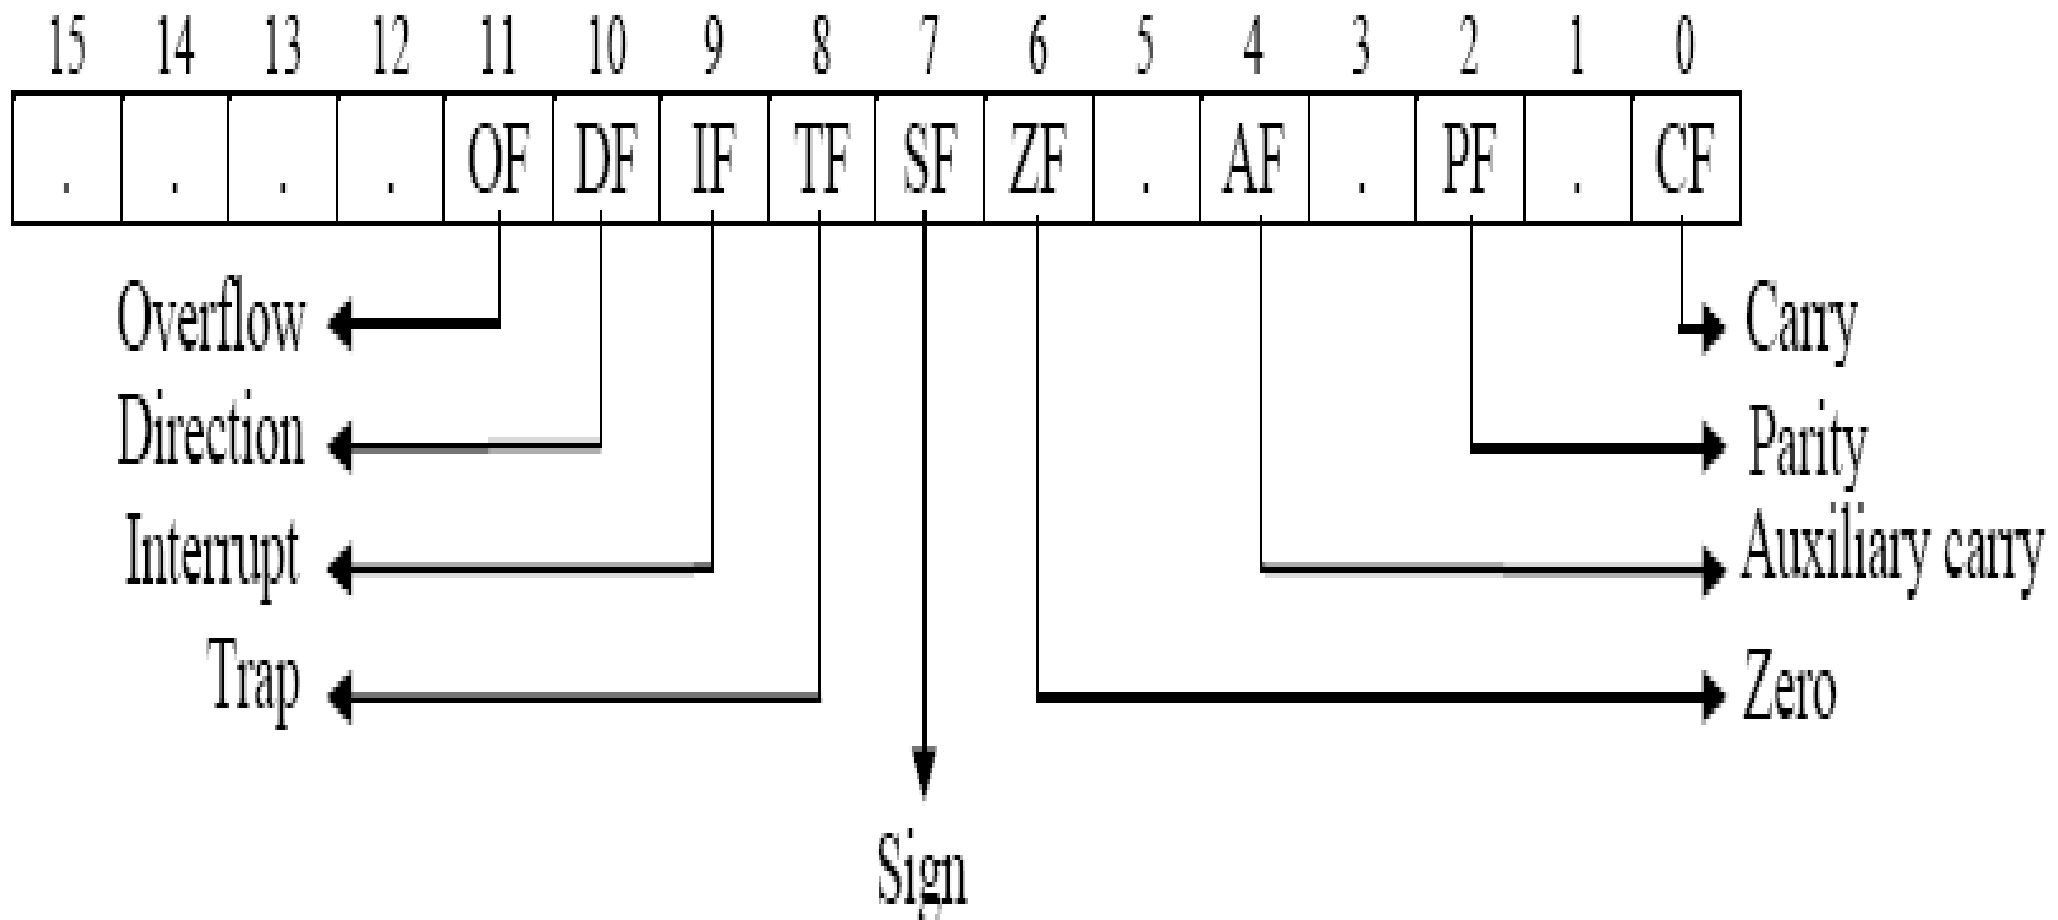 15 14 13 12 11 10 9 8 7 6 5 4 3 2 1 0
. . . . OF DF IF TF SF ZF . AF . PF . CF
Overflow Carry
Direction Parity
Interrupt Auxiliary carry
Trap Zero
Sign